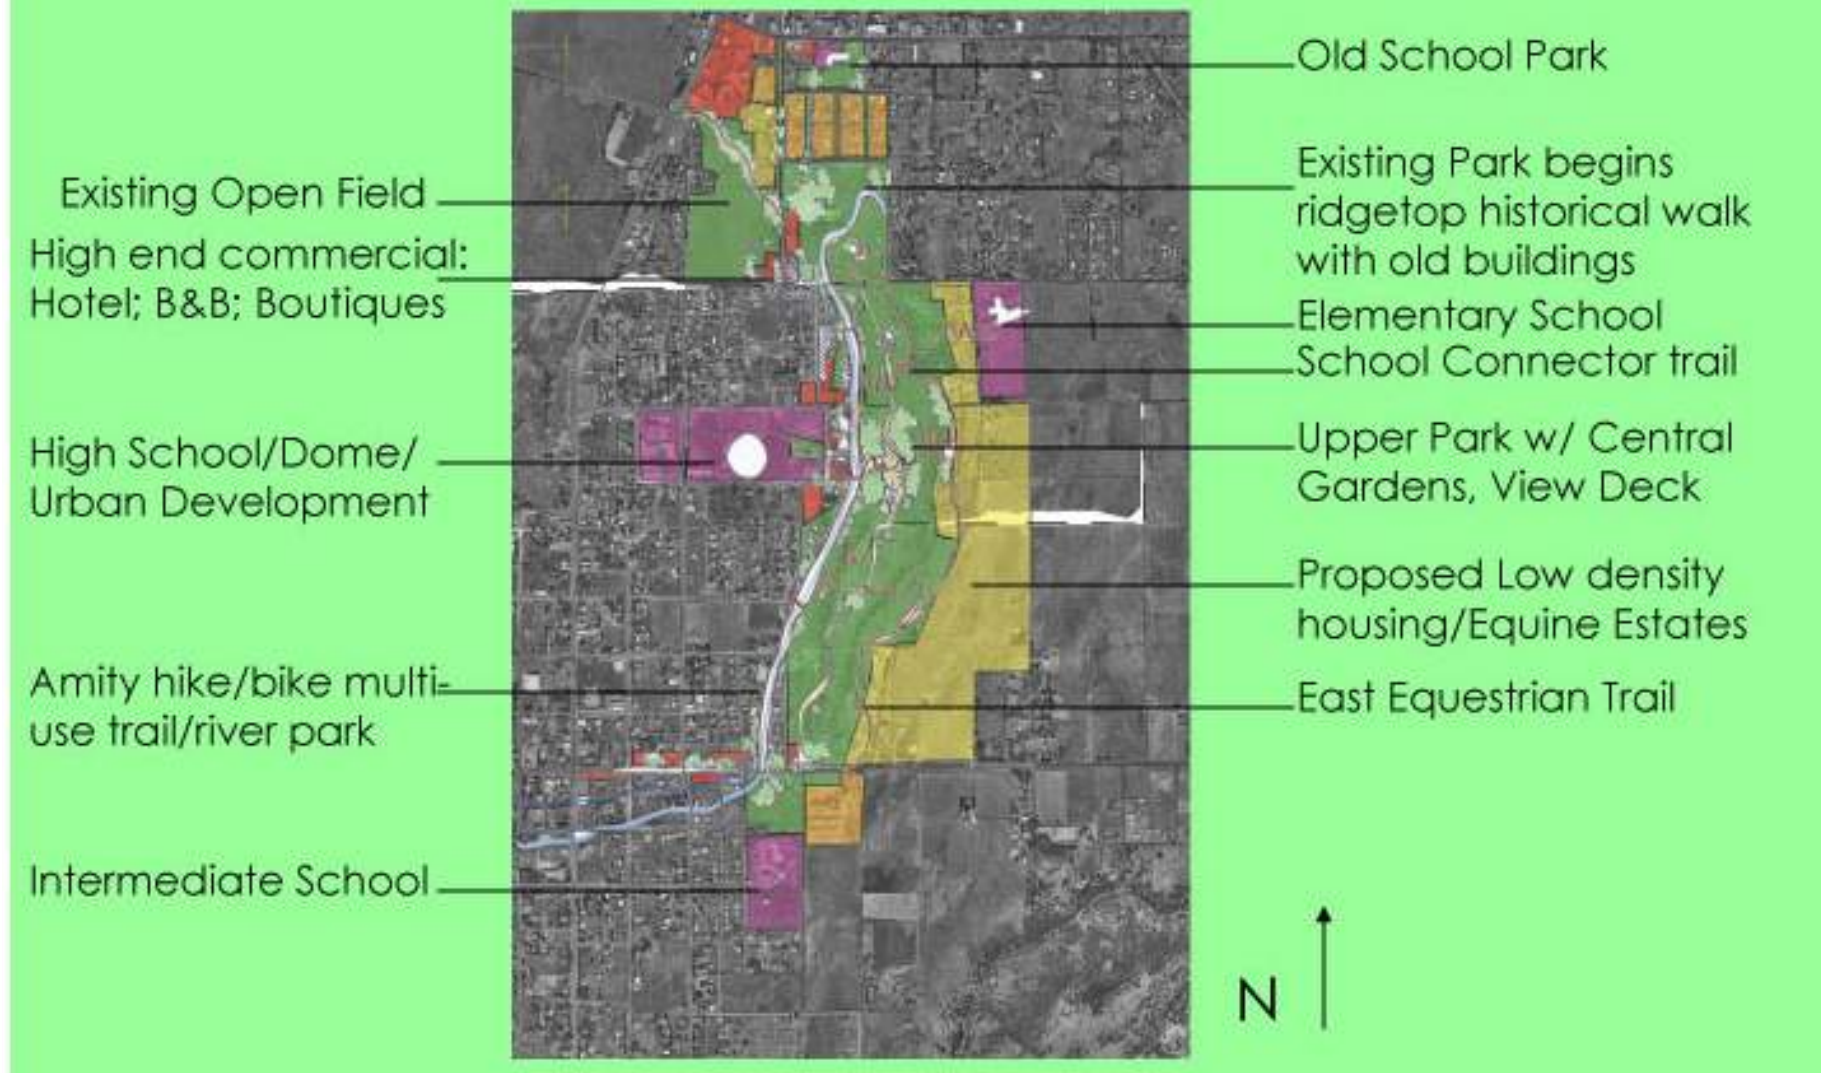 Old School Park
Existing Park begins
ridgetop historical walk
with old buildings
Existing Open Field
High end commercial:
Hotel; B&B; Boutiques
Elementary School
School Connector trail
High School/Dome/
Urban Development
Upper Park w/ Central
Gardens, View Deck
Proposed Low density
housing/Equine Estates
Amity hike/bike multi-
use trail/river park
East Equestrian Trail
Intermediate School
N